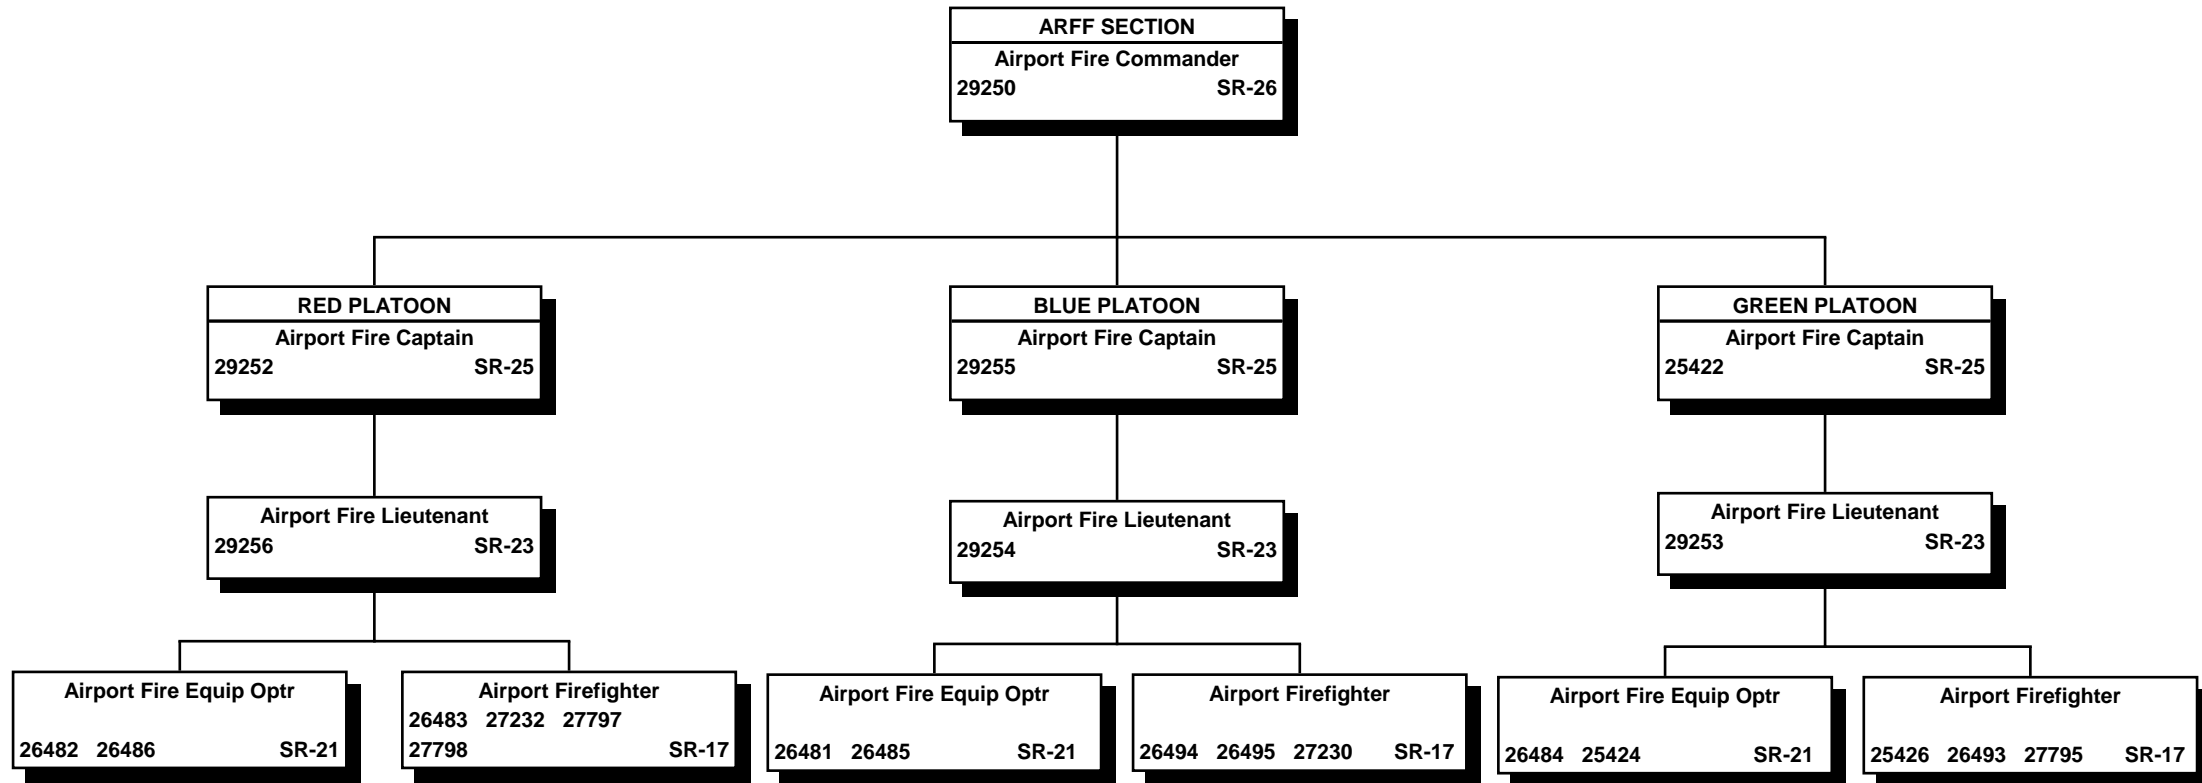 ARFF SECTION
Airport Fire Commander
29250 SR-26
RED PLATOON
Airport Fire Captain
29252 SR-25
BLUE PLATOON
Airport Fire Captain
29255 SR-25
GREEN PLATOON
Airport Fire Captain
25422 SR-25
Airport Fire Lieutenant
29256 SR-23
Airport Fire Lieutenant
29254 SR-23
Airport Fire Lieutenant
29253 SR-23
Airport Fire Equip Optr
26482 26486 SR-21
Airport Firefighter
26483 27232 27797
27798 SR-17
Airport Fire Equip Optr
26481 26485 SR-21
Airport Firefighter
26494 26495 27230 SR-17
Airport Fire Equip Optr
26484 25424 SR-21
Airport Firefighter
25426 26493 27795 SR-17